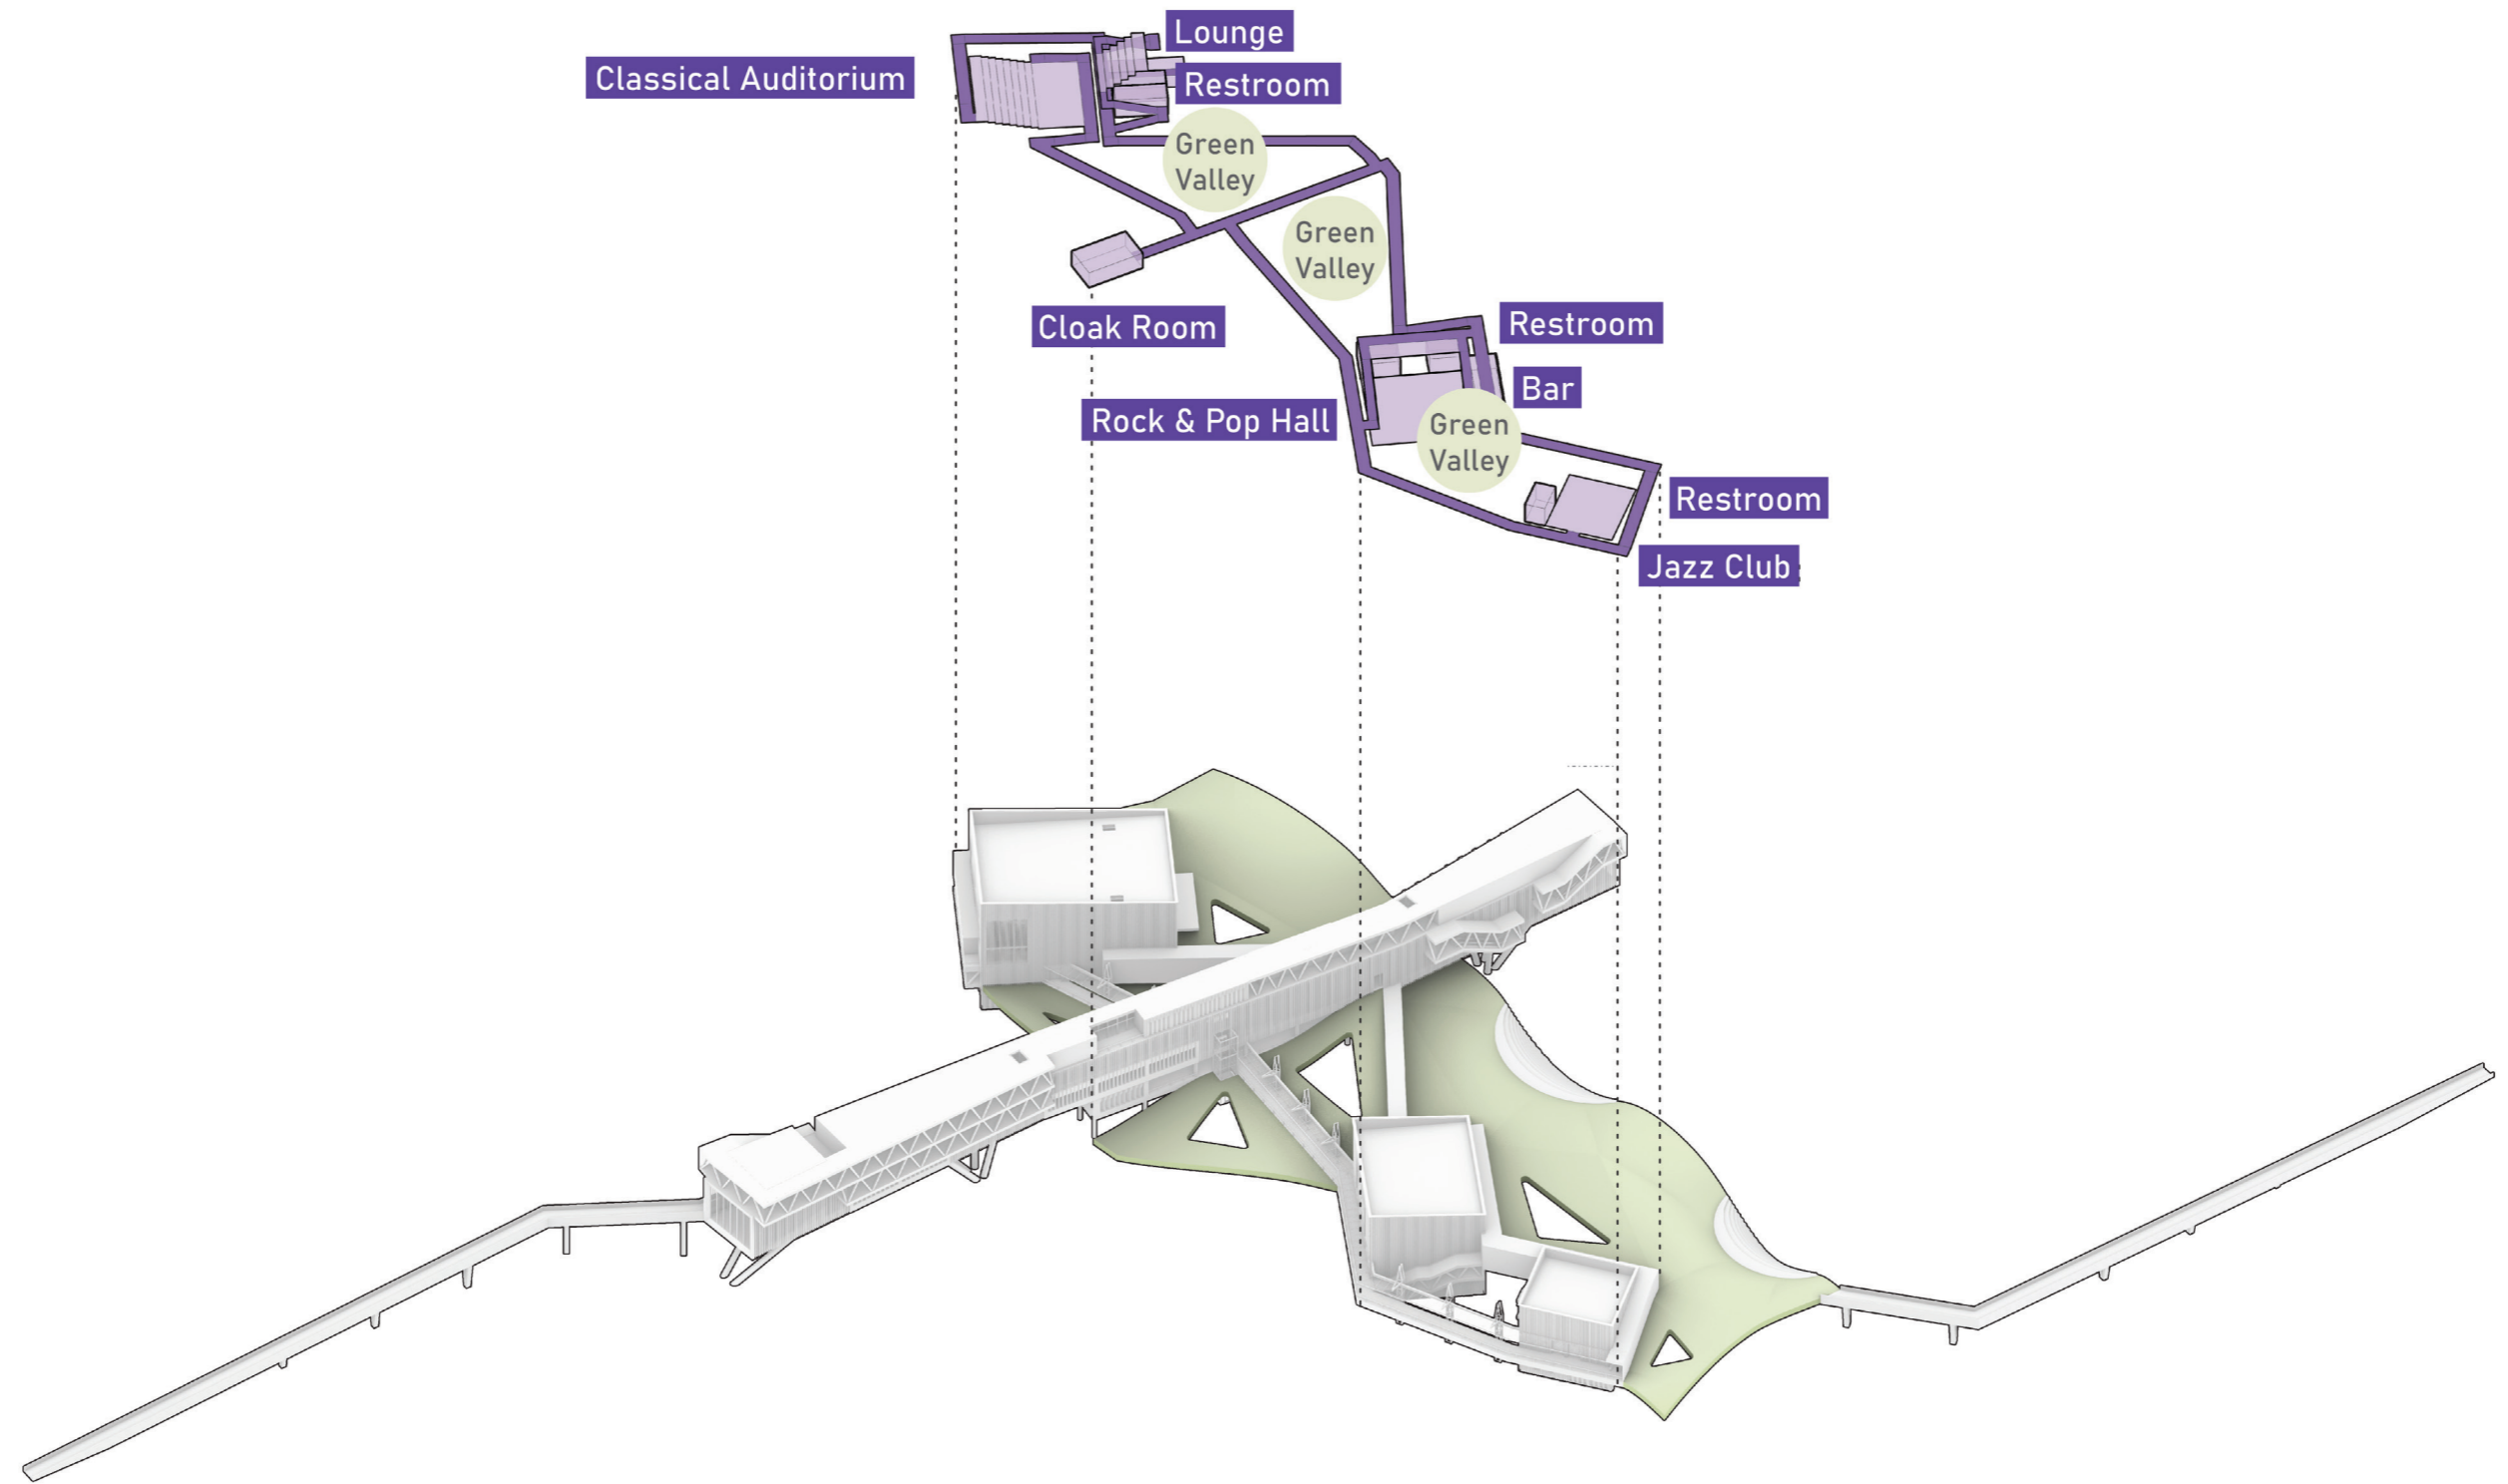 Lounge
Classical Auditorium
Restroom
Green
Valley
Green
Valley
Cloak Room
Restroom
Bar
Rock & Pop Hall
Green
Valley
Restroom
Jazz Club